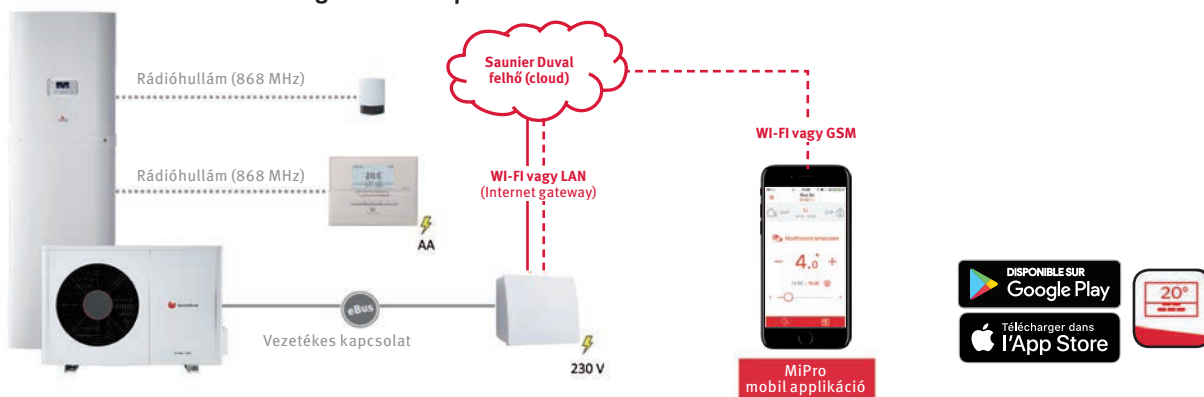 Saunier Duval
felhő (cloud)
Rádióhullám (868 MHz)
WI-FI vagy GSM
Rádióhullám (868 MHz)
WI-FI vagy LAN
(Internet gateway)
AA
4.0°
DISPONIBLE SUR
Google Play
20°
eBus
Vezetékes kapcsolat
Télécharger dans
l'App Store
230 V
MiPro
mobil applikáció